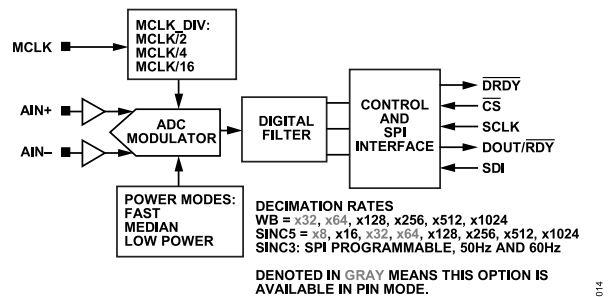 MCLK_DIV:
MCLK/2
MCLK/4
MCLK/16
MCLK
AIN+
AIN–
ADC
MODULATOR
DIGITAL
FILTER
CONTROL
AND
SPI
INTERFACE
DRDY
CS
SCLK
DOUT/RDY
SDI
POWER MODES:
FAST
MEDIAN
LOW POWER
DECIMATION RATES
WB = x32, x64, x128, x256, x512, x1024
SINC5 = x8, x16, x32, x64, x128, x256, x512, x1024
SINC3: SPI PROGRAMMABLE, 50Hz AND 60Hz
DENOTED IN GRAY MEANS THIS OPTION IS
AVAILABLE IN PIN MODE.
014